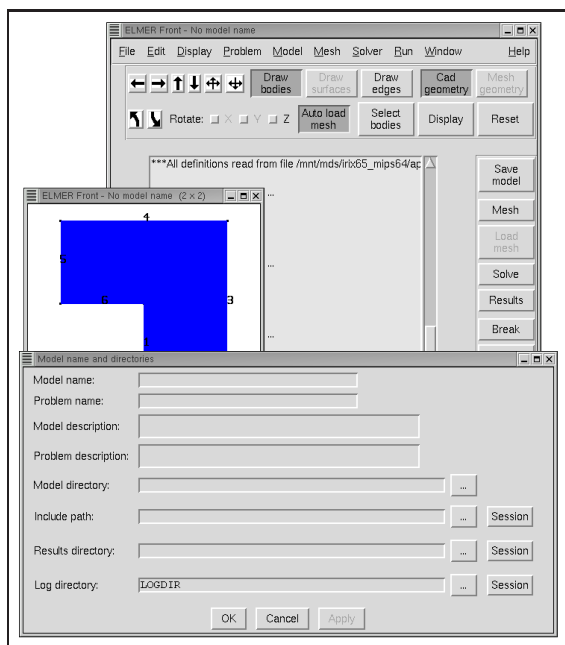 ELMER Front - No model name
File Edit Display Problem Model Mesh Solver Run Window Help
Draw bodies Draw surfaces Draw edges Cad geometry Mesh geometry
Rotate: X Y Z Auto load mesh Select bodies Display Reset
***All definitions read from file /mnt/mds/irix65_mips64/ap
...
...
...
Save model
Mesh
Load mesh
Solve
Results
Break
ELMER Front - No model name (2 x 2)
4
5
6 3
1
Model name and directories
Model name:
Problem name:
Model description:
Problem description:
Model directory: ...
Include path: ... Session
Results directory: ... Session
Log directory: LOGDIR ... Session
OK Cancel Apply